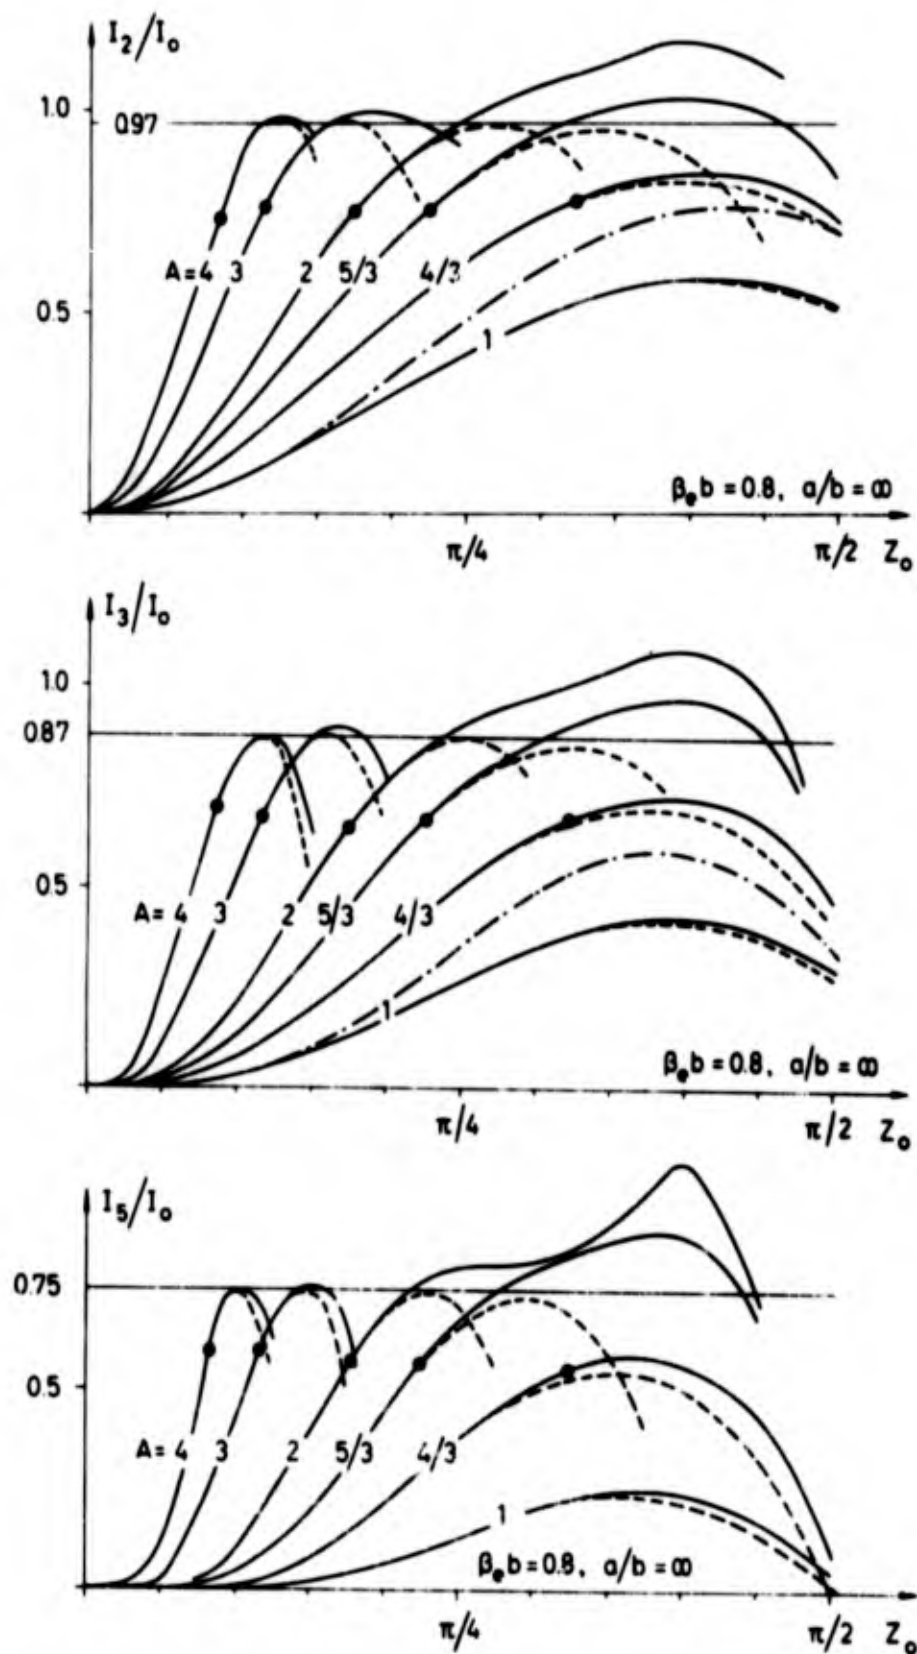 I₂/I₀
1.0
0.97
0.5
A=4 3 2 5/3 4/3 1
βₑb=0.8, a/b=∞
π/4 π/2 Z₀
I₃/I₀
1.0
0.87
0.5
A=4 3 2 5/3 4/3 1
βₑb=0.8, a/b=∞
π/4 π/2 Z₀
I₅/I₀
0.75
0.5
A=4 3 2 5/3 4/3 1
βₑb=0.8, a/b=∞
π/4 π/2 Z₀